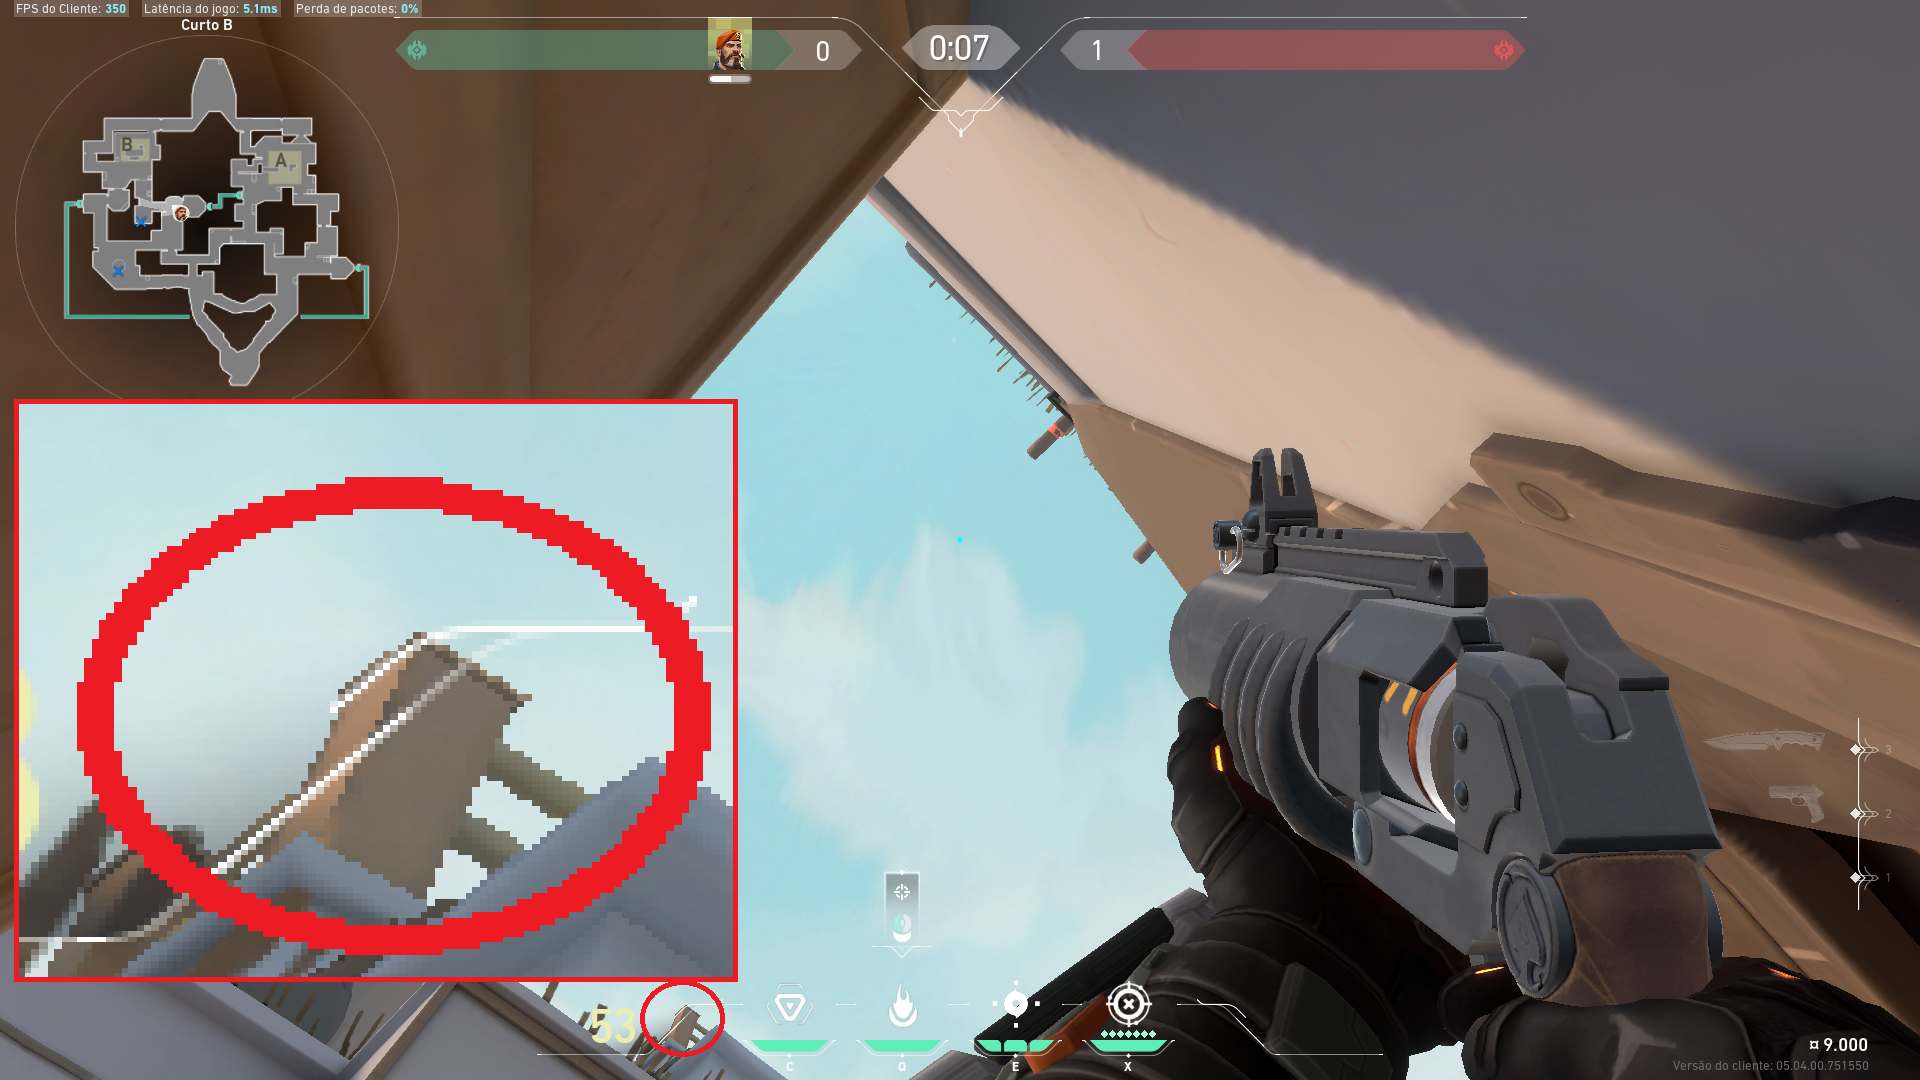 FPS do Cliente: 350 Latência do jogo: 5.1ms Perda de pacotes: 0%
Curto B
0 0:07 1
B
A
3
2
1
53
C Q E X
¤ 9.000
Versão do cliente: 05.04.00.751550